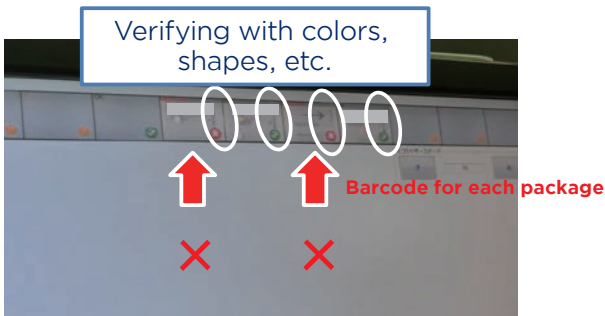 Verifying with colors,
shapes, etc.
Barcode for each package